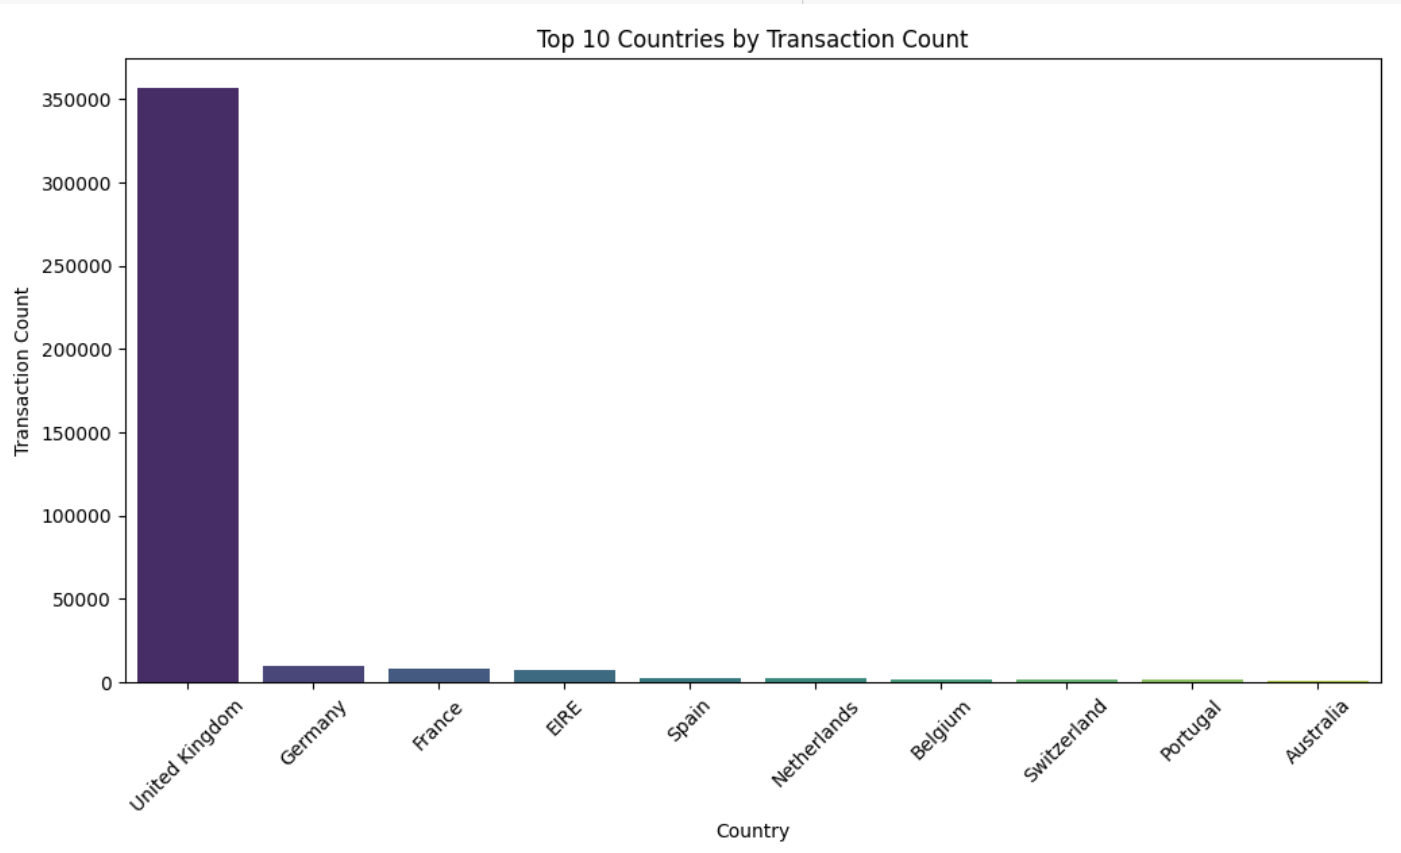 Top 10 Countries by Transaction Count
Transaction Count
350000
300000
250000
200000
150000
100000
50000
0
United Kingdom
Germany
France
EIRE
Spain
Netherlands
Belgium
Switzerland
Portugal
Australia
Country